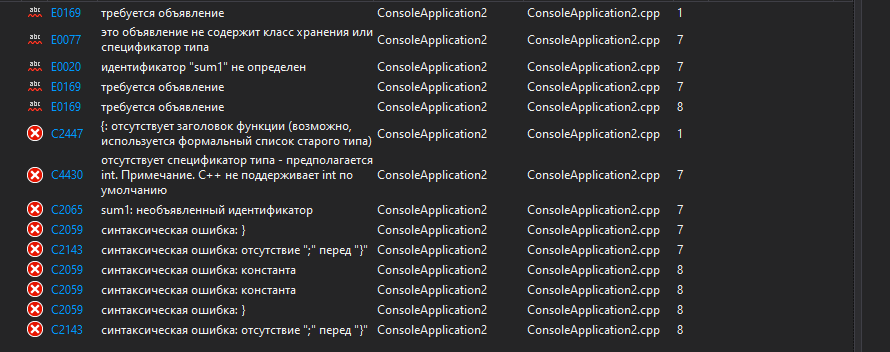 abc E0169 требуется объявление ConsoleApplication2 ConsoleApplication2.cpp 1
abc E0077 это объявление не содержит класс хранения или
спецификатор типа ConsoleApplication2 ConsoleApplication2.cpp 7
abc E0020 идентификатор "sum1" не определен ConsoleApplication2 ConsoleApplication2.cpp 7
abc E0169 требуется объявление ConsoleApplication2 ConsoleApplication2.cpp 7
abc E0169 требуется объявление ConsoleApplication2 ConsoleApplication2.cpp 8
C2447 {: отсутствует заголовок функции (возможно,
используется формальный список старого типа) ConsoleApplication2 ConsoleApplication2.cpp 1
отсутствует спецификатор типа - предполагается
C4430 int. Примечание. C++ не поддерживает int по ConsoleApplication2 ConsoleApplication2.cpp 7
умолчанию
C2065 sum1: необъявленный идентификатор ConsoleApplication2 ConsoleApplication2.cpp 7
C2059 синтаксическая ошибка: } ConsoleApplication2 ConsoleApplication2.cpp 7
C2143 синтаксическая ошибка: отсутствие ";" перед "}" ConsoleApplication2 ConsoleApplication2.cpp 7
C2059 синтаксическая ошибка: константа ConsoleApplication2 ConsoleApplication2.cpp 8
C2059 синтаксическая ошибка: константа ConsoleApplication2 ConsoleApplication2.cpp 8
C2059 синтаксическая ошибка: } ConsoleApplication2 ConsoleApplication2.cpp 8
C2143 синтаксическая ошибка: отсутствие ";" перед "}" ConsoleApplication2 ConsoleApplication2.cpp 8